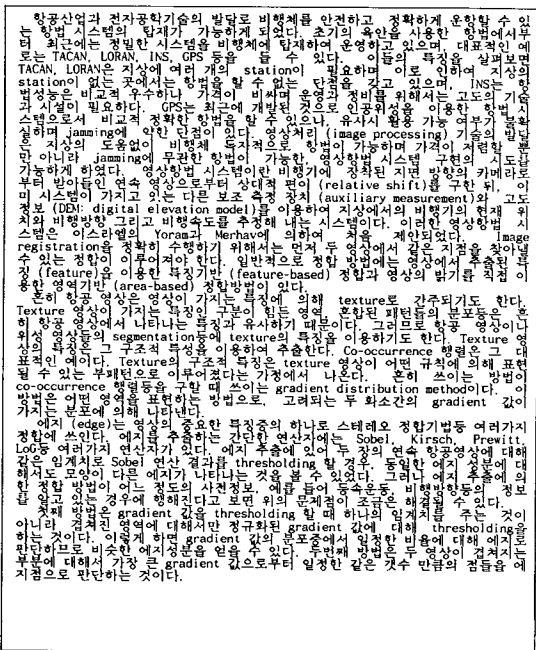 항공산업과 전자공학기술의 발달로 비행체를 안전하고 정확하게 운항할 수 있
는 항법 시스템의 탑재가 가능하게 되었다. 초기의 육안을 사용한 항법에서부
터 최근에는 정밀한 시스템을 비행체에 탑재하여 운영하고 있으며, 대표적인 예
로는 TACAN, LORAN, INS, GPS 등을 들 수 있다. 이들의 특징을 살펴보면
TACAN, LORAN은 지상에 여러 개의 station이 필요하며 이로 인하여 지상의
station이 없는 곳에서는 항법을 할 수 없는 단점을 갖고 있으며, INS는 항
법성능은 비교적 우수하나 가격이 비싸며 운영과 정비를 위해서는 고도의 기술
과 시설이 필요하다. GPS는 최근에 개발된 것으로 인공위성을 이용한 항법 시
스템으로서 비교적 정확한 항법을 할 수 있으나, 유사시 활용 가능 여부가 불확
실하며 jamming에 약한 단점이 있다. 영상처리 (image processing) 기술의 발달
은 지상의 도움없이 비행체 독자적으로 항법이 가능하며 가격이 저렴할 뿐
만 아니라 jamming에 무관한 항법이 가능한, 영상항법 시스템 구현의 시도를
가능하게 하였다. 영상항법 시스템이란 비행기에 장착된 지면 방향의 카메라로
부터 받아들인 연속 영상으로부터 상대적 편이 (relative shift)를 구한 뒤, 이
미 시스템이 가지고 있는 다른 보조 측정 장치 (auxiliary measurement)와 고도
정보 (DEM: digital elevation model)를 이용하여 지상에서의 비행기의 현재 위
치와 비행방향 그리고 비행속도를 추정해 내는 시스템이다. 이러한 영상항법 시
스템은 이스라엘의 Yoram과 Merhav에 의하여 처음 제안되었다. Image
registration을 정확히 수행하기 위해서는 먼저 두 영상에서 같은 지점을 찾아낼
수 있는 정합이 이루어져야 한다. 일반적으로 정합 방법에는 영상에서 추출된 특
징 (feature)을 이용한 특징기반 (feature-based) 정합과 영상의 밝기를 직접 이
용한 영역기반 (area-based) 정합방법이 있다.
흔히 항공 영상은 영상이 가지는 특징에 의해 texture로 간주되기도 한다.
Texture 영상이 가지는 특징인 구분이 힘든 영역 혼합된 패턴들의 분포등은 흔
히 항공 영상에서 나타나는 특징과 유사하기 때문이다. 그러므로 항공 영상이나
위성 영상들의 segmentation등에 texture의 특징을 이용하기도 한다. Texture 영
상의 특징은 그 구조적 특성을 이용하여 추출한다. Co-occurrence 행렬은 그 대
표적인 예이다. Texture의 구조적 특징은 texture 영상이 어떤 규칙에 의해 표현
될 수 있는 부패턴으로 이루어졌다는 가정에서 나온다. 흔히 쓰이는 방법이
co-occurrence 행렬등을 구할 때 쓰이는 gradient distribution method이다. 이
방법은 어떤 영역을 표현하는 방법으로, 고려되는 두 화소간의 gradient 값이
가지는 분포에 의해 나타낸다.
에지 (edge)는 영상의 중요한 특징중의 하나로 스테레오 정합기법등 여러가지
정합에 쓰인다. 에지를 추출하는 간단한 연산자에는 Sobel, Kirsch, Prewitt,
LoG등 여러가지 연산자가 있다. 에지 추출에 있어 두 장의 연속 항공영상에 대해
같은 임계치로 Sobel 연산 결과를 thresholding 할 경우, 동일한 에지 성분에 대
해서도 모양이 다른 에지가 나타나는 것을 볼 수 있었다. 그러나 에지 추출에 의
한 정합 방법이 어느 정도의 사전정보, 예를 들어 등속운동, 비행방향등의 정보
를 알고 있는 경우에 행해진다고 보면 위의 문제점이 조금은 해결될 수 있다.
첫째 방법은 gradient 값을 thresholding 할 때 하나의 임계치를 주는 것이
아니라 겹쳐진 영역에 대해서만 정규화된 gradient 값에 대해 thresholding을
하는 것이다. 이렇게 하면 gradient 값의 분포중에서 일정한 비율에 대해 에지로
판단하므로 비슷한 에지성분을 얻을 수 있다. 두번째 방법은 두 영상이 겹쳐지는
부분에 대해서 가장 큰 gradient 값으로부터 일정한 같은 갯수 만큼의 점들을 에
지점으로 판단하는 것이다.